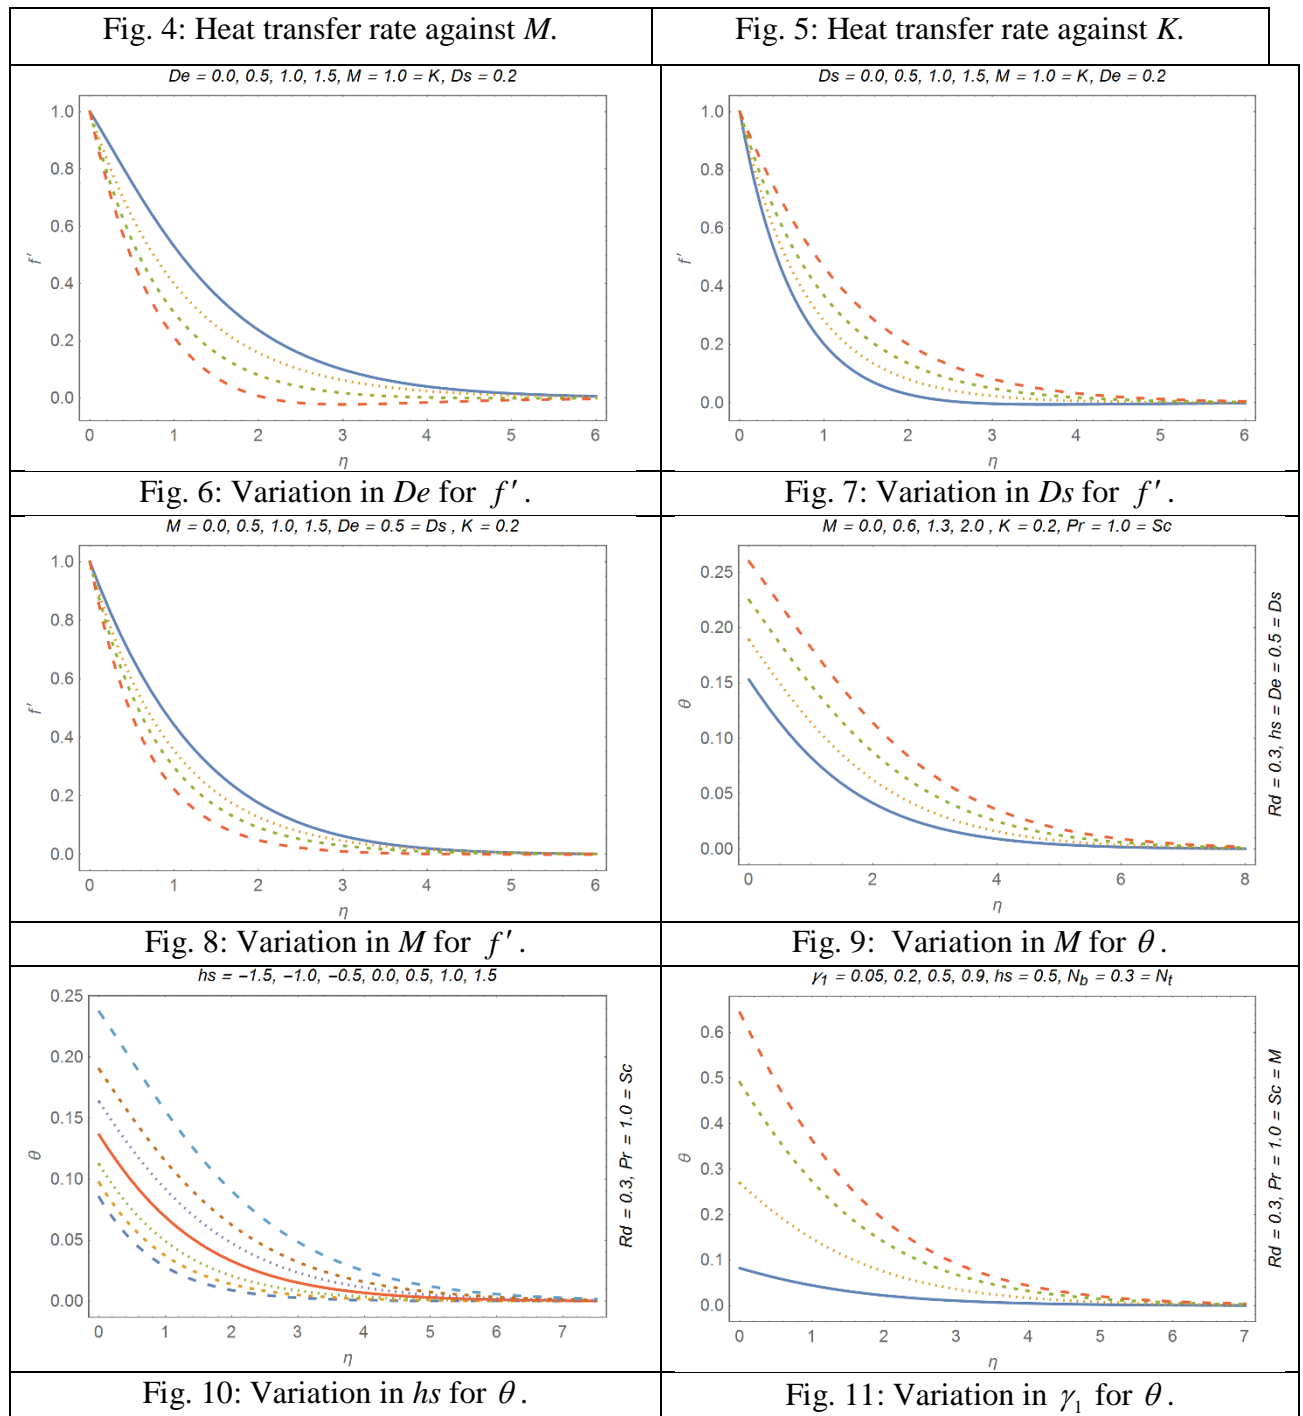 Fig. 4: Heat transfer rate against M.
Fig. 5: Heat transfer rate against K.
De = 0.0, 0.5, 1.0, 1.5, M = 1.0 = K, Ds = 0.2
1.0
0.8
0.6
0.4
0.2
0.0
f′
0 1 2 3 4 5 6
η
Ds = 0.0, 0.5, 1.0, 1.5, M = 1.0 = K, De = 0.2
1.0
0.8
0.6
0.4
0.2
0.0
f′
0 1 2 3 4 5 6
η
Fig. 6: Variation in De for f′.
Fig. 7: Variation in Ds for f′.
M = 0.0, 0.5, 1.0, 1.5, De = 0.5 = Ds , K = 0.2
1.0
0.8
0.6
0.4
0.2
0.0
f′
0 1 2 3 4 5 6
η
M = 0.0, 0.6, 1.3, 2.0 , K = 0.2, Pr = 1.0 = Sc
0.25
0.20
0.15
0.10
0.05
0.00
θ
0 2 4 6 8
η
Rd = 0.3, hs = De = 0.5 = Ds
Fig. 8: Variation in M for f′.
Fig. 9: Variation in M for θ.
hs = −1.5, −1.0, −0.5, 0.0, 0.5, 1.0, 1.5
0.25
0.20
0.15
0.10
0.05
0.00
θ
0 1 2 3 4 5 6 7
η
Rd = 0.3, Pr = 1.0 = Sc
γ₁ = 0.05, 0.2, 0.5, 0.9, hs = 0.5, N_b = 0.3 = N_t
0.6
0.5
0.4
0.3
0.2
0.1
0.0
θ
0 1 2 3 4 5 6 7
η
Rd = 0.3, Pr = 1.0 = Sc = M
Fig. 10: Variation in hs for θ.
Fig. 11: Variation in γ₁ for θ.